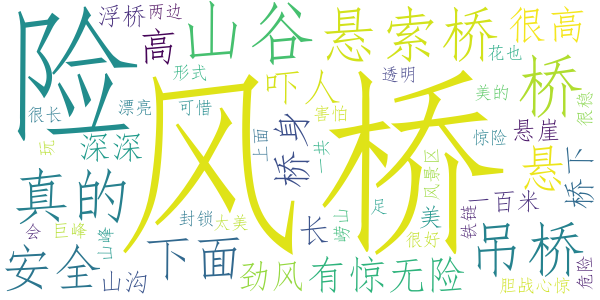 浮桥
两边
险
高
山谷
悬索桥
很高
花也
形式
吓人
透明
桥
很长
漂亮
可惜
害怕
美的
很稳
风
桥
惊险
悬崖
玩
深深
上面
桥身
一共
风景区
悬
桥下
真的
封锁
太美
长
崂山
足
美
铁链
一百米
会
巨峰
山峰
下面
很好
吊桥
安全
山沟
劲风
有惊无险
胆战心惊
危险